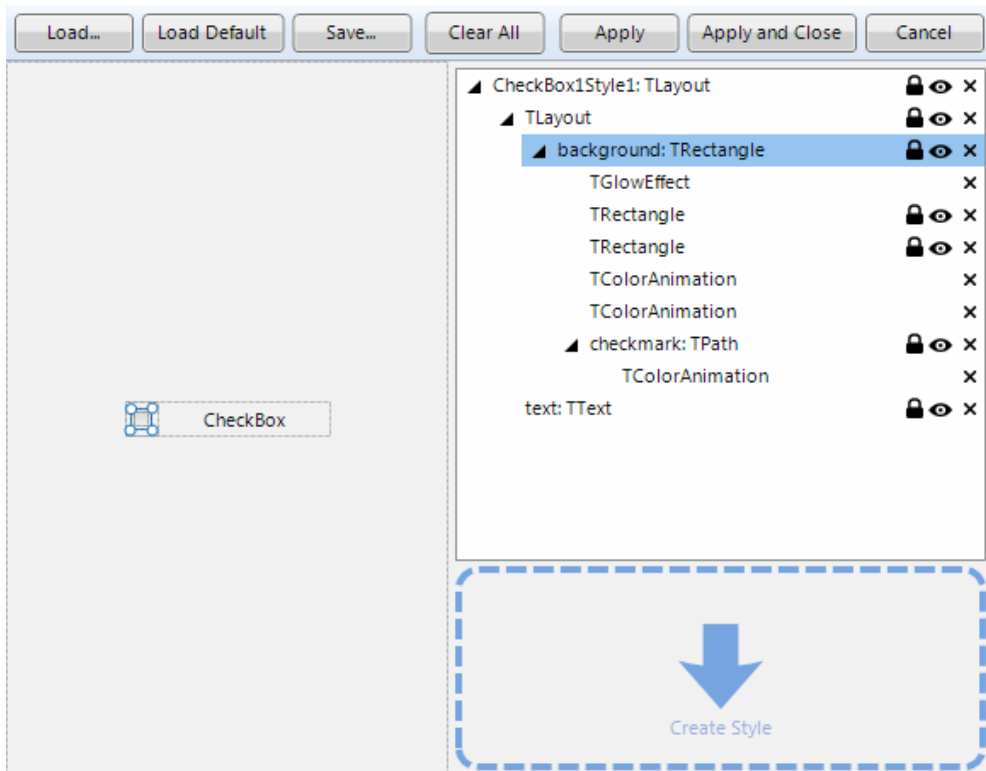 Load... Load Default Save... Clear All Apply Apply and Close Cancel
CheckBox1Style1: TLayout
TLayout
background: TRectangle
TGlowEffect
TRectangle
TRectangle
TColorAnimation
TColorAnimation
checkmark: TPath
TColorAnimation
text: TText
CheckBox
Create Style